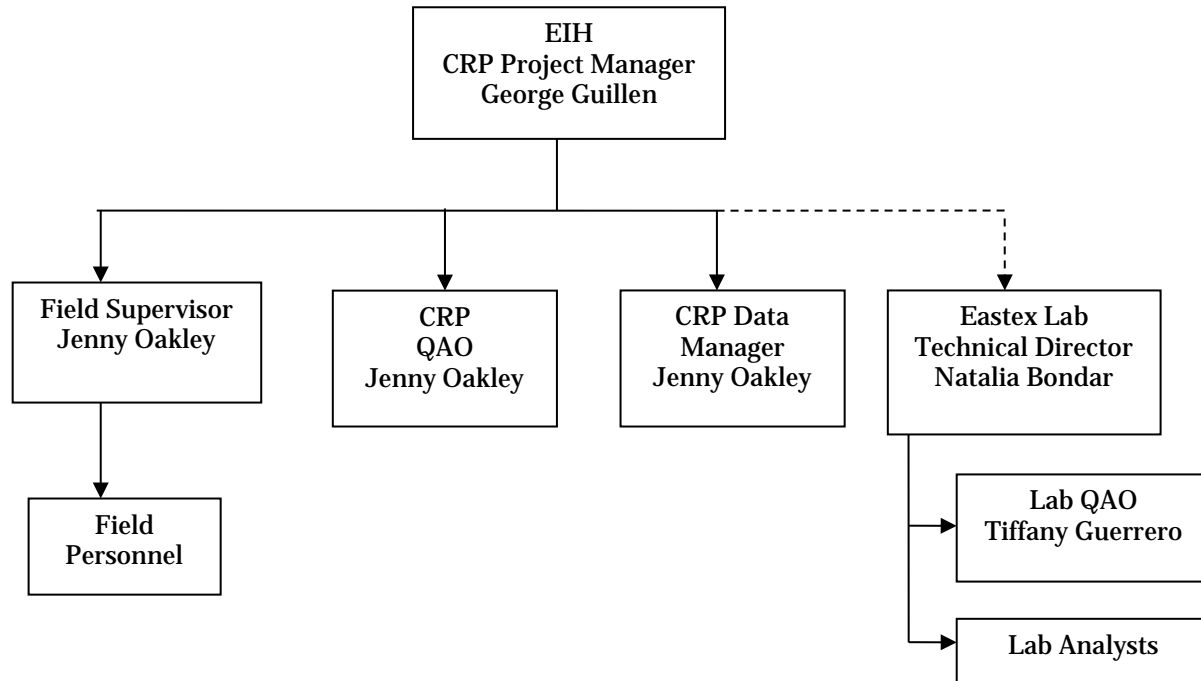 EIH
CRP Project Manager
George Guillen
Field Supervisor
Jenny Oakley
CRP
QAO
Jenny Oakley
CRP Data
Manager
Jenny Oakley
Eastex Lab
Technical Director
Natalia Bondar
Field
Personnel
Lab QAO
Tiffany Guerrero
Lab Analysts